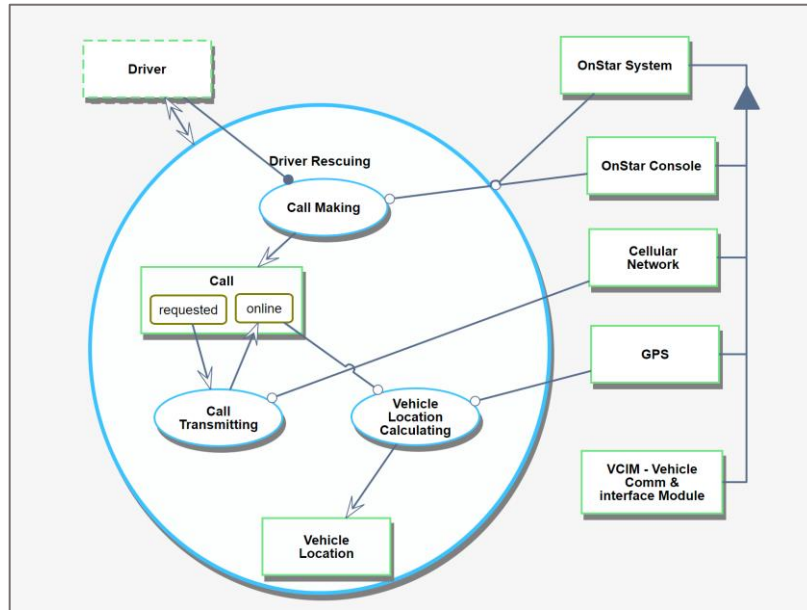 Driver
OnStar System
Driver Rescuing
OnStar Console
Call Making
Cellular
Network
Call
requested
online
GPS
Call
Transmitting
Vehicle
Location
Calculating
VCIM - Vehicle
Comm &
interface Module
Vehicle
Location